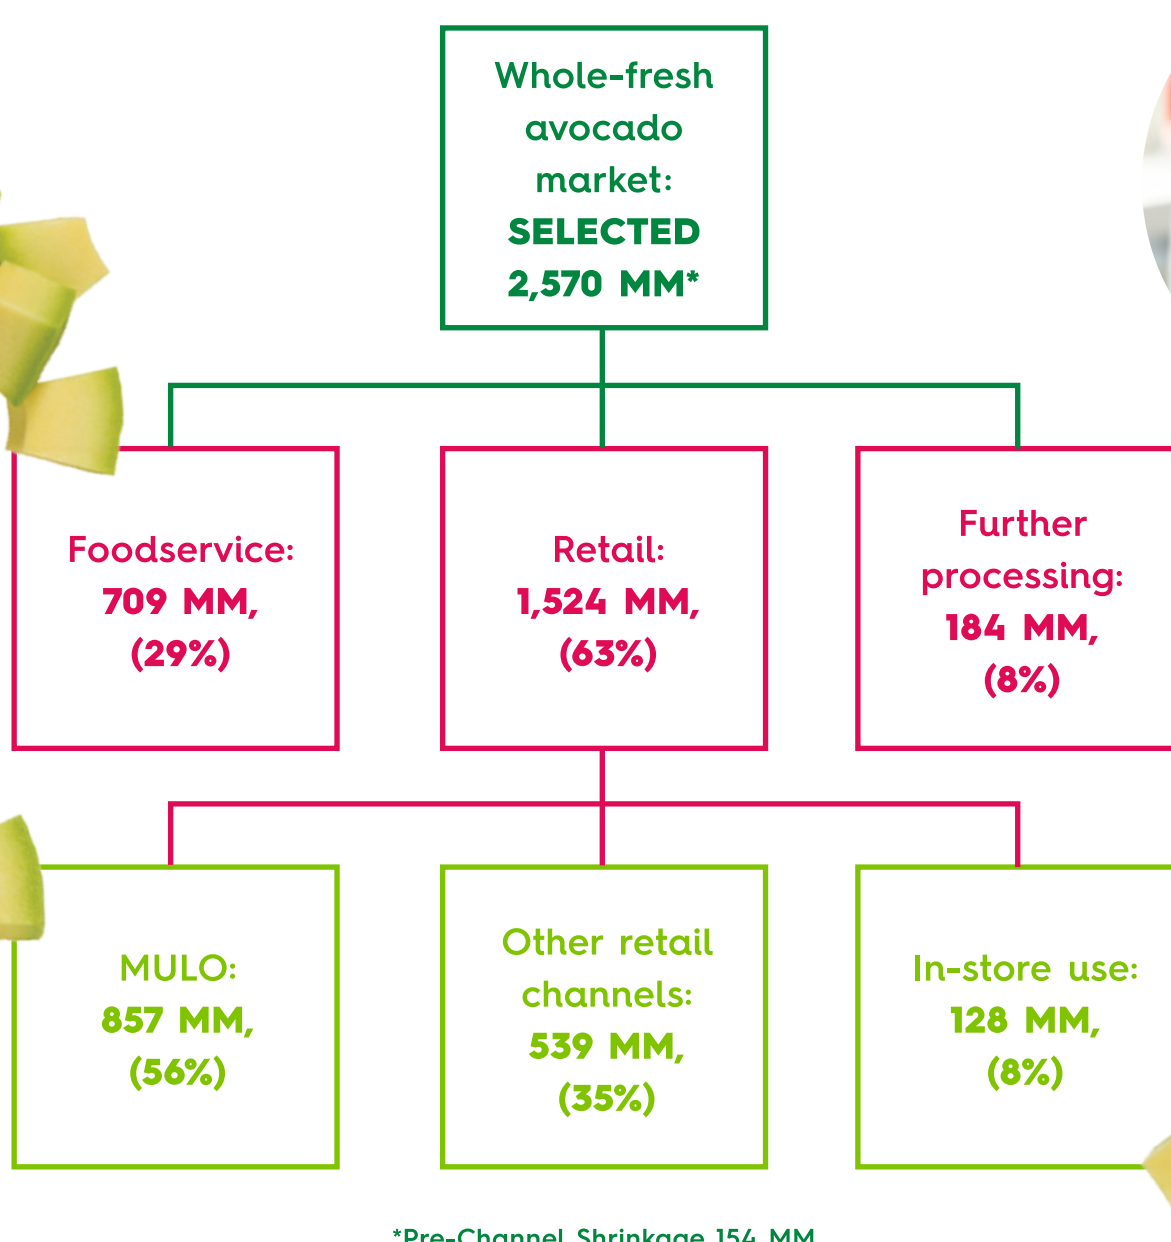 Whole-fresh
avocado
market:
SELECTED
2,570 MM*
Foodservice:
709 MM,
(29%)
Retail:
1,524 MM,
(63%)
Further
processing:
184 MM,
(8%)
MULO:
857 MM,
(56%)
Other retail
channels:
539 MM,
(35%)
In-store use:
128 MM,
(8%)
*Pre-Channel Shrinkage 154 MM